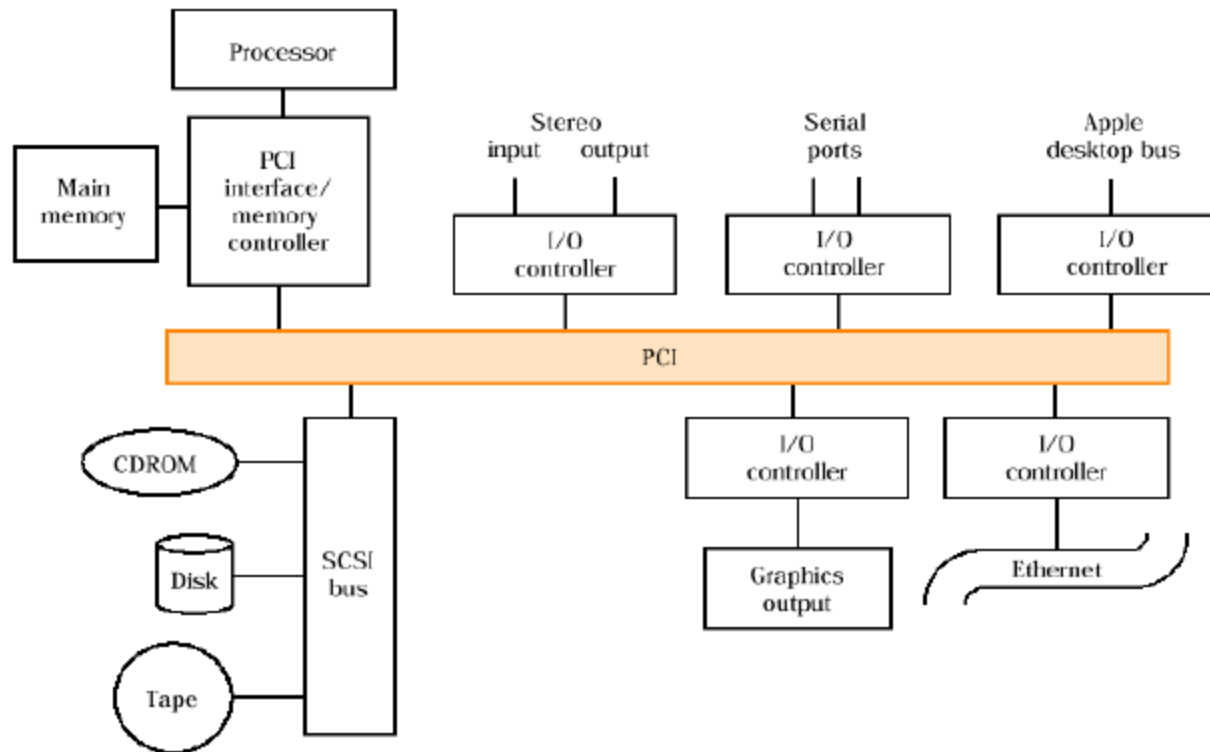 Processor
Stereo
input output
Serial
ports
Apple
desktop bus
Main
memory
PCI
interface/
memory
controller
I/O
controller
I/O
controller
I/O
controller
PCI
CDROM
Disk
Tape
SCSI
bus
I/O
controller
I/O
controller
Graphics
output
Ethernet